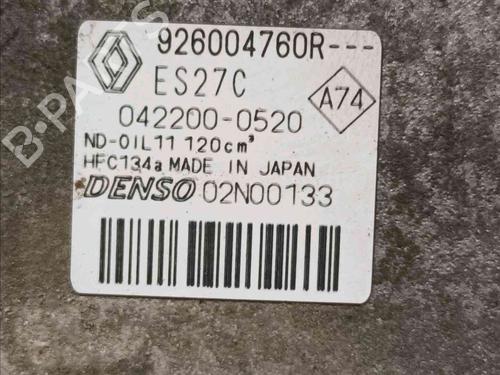 926004760R---
ES27C
A74
042200-0520
ND-OIL11 120cm³
HFC134a MADE IN JAPAN
DENSO 02N00133
B-PARTS